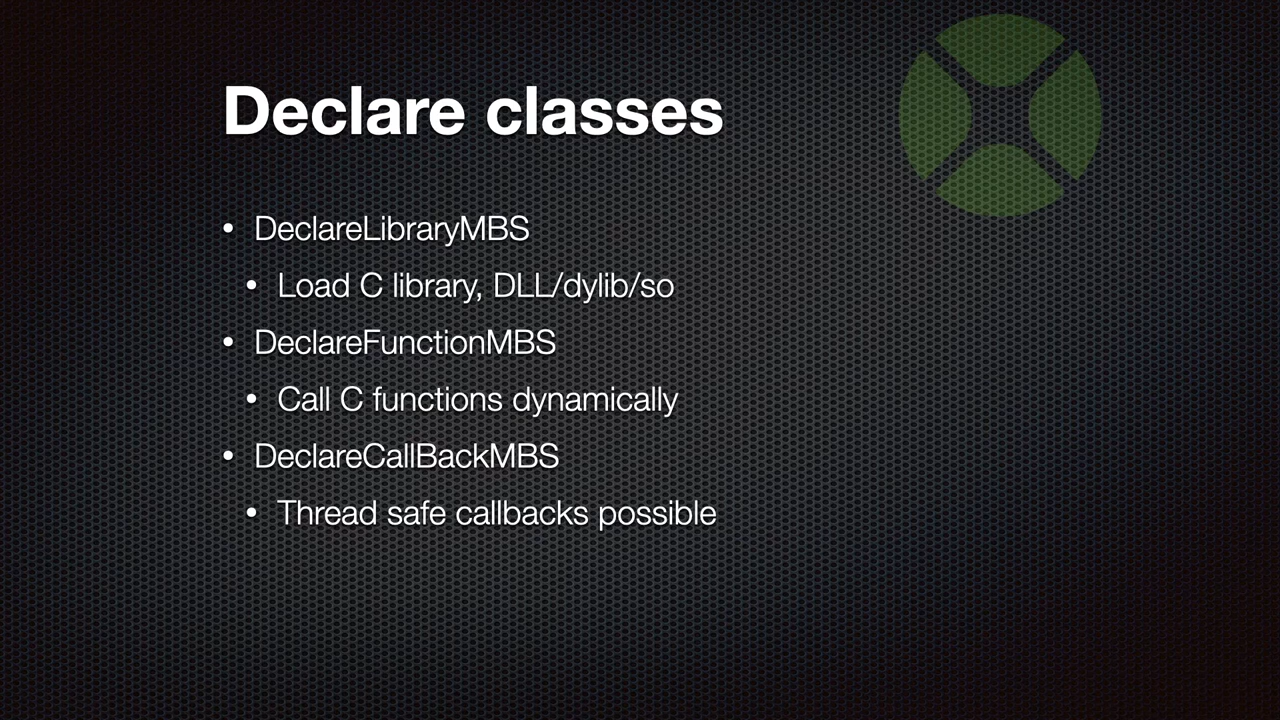 Declare classes
• DeclareLibraryMBS
• Load C library, DLL/dylib/so
• DeclareFunctionMBS
• Call C functions dynamically
• DeclareCallBackMBS
• Thread safe callbacks possible